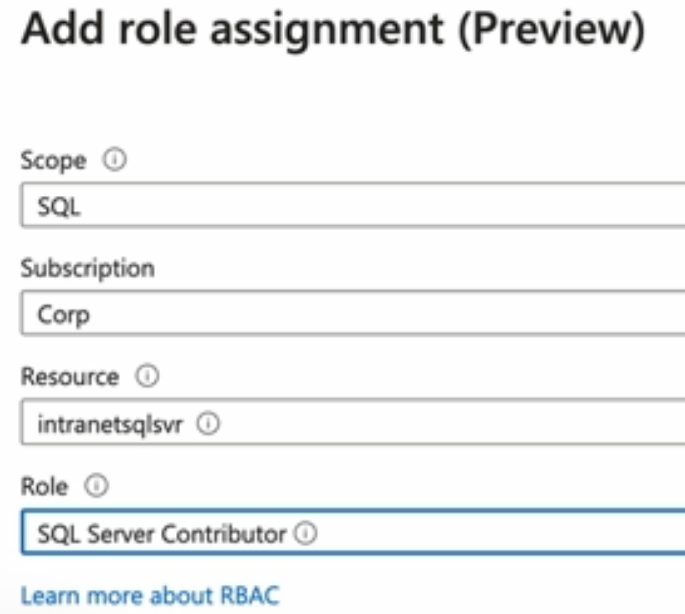 Add role assignment (Preview)
Scope
SQL
Subscription
Corp
Resource
intranetsqlsvr
Role
SQL Server Contributor
Learn more about RBAC